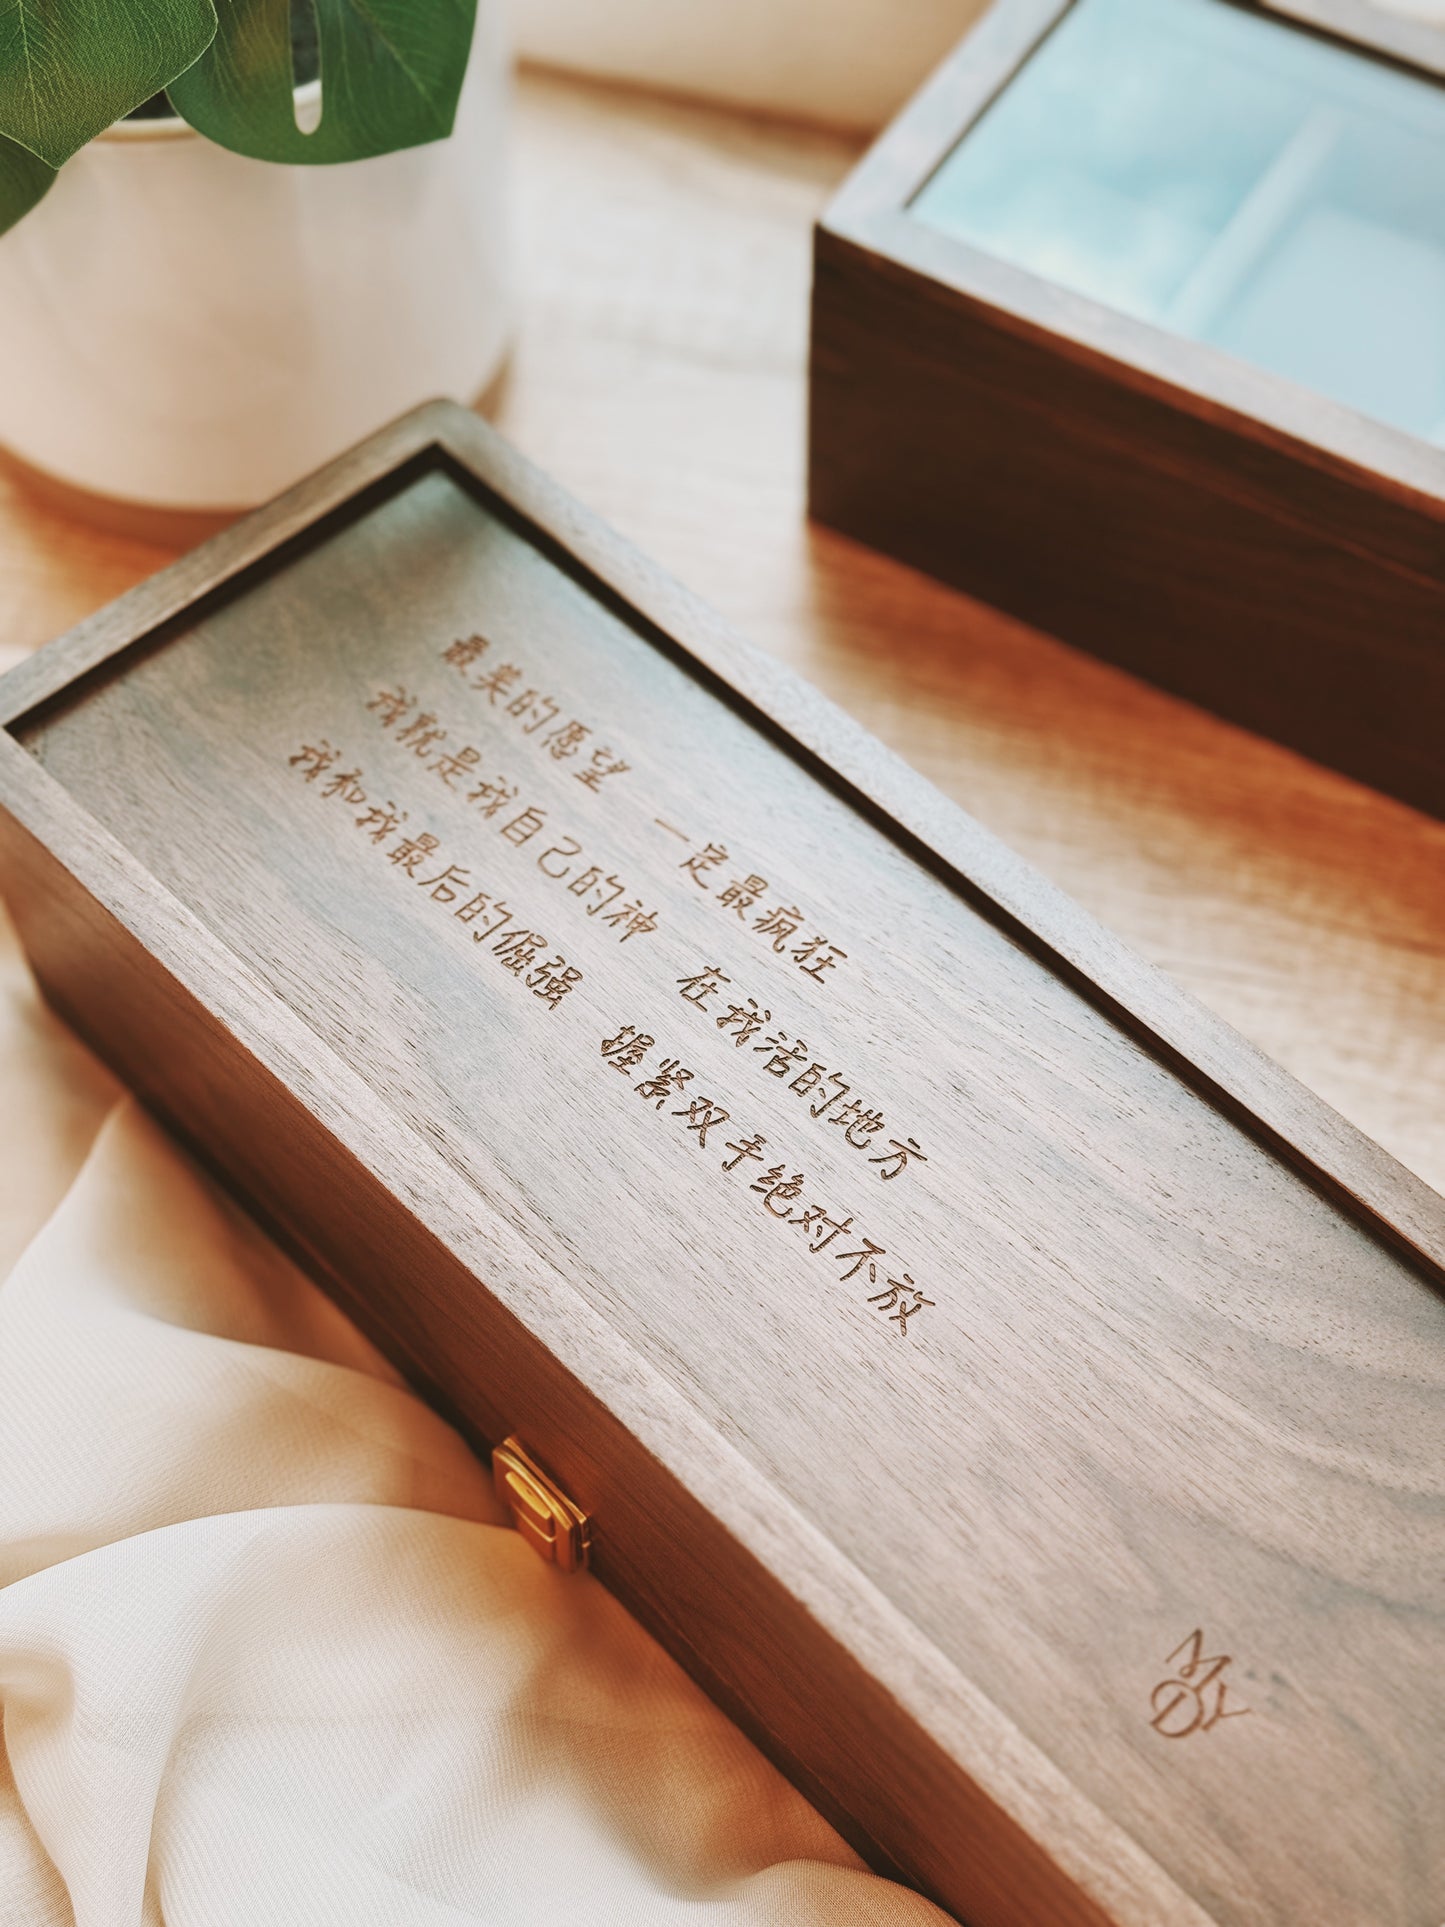 最美的愿望 一定最疯狂
我就是我自己的神 在我活的地方
我和我最后的倔强 握紧双手绝对不放
MDY